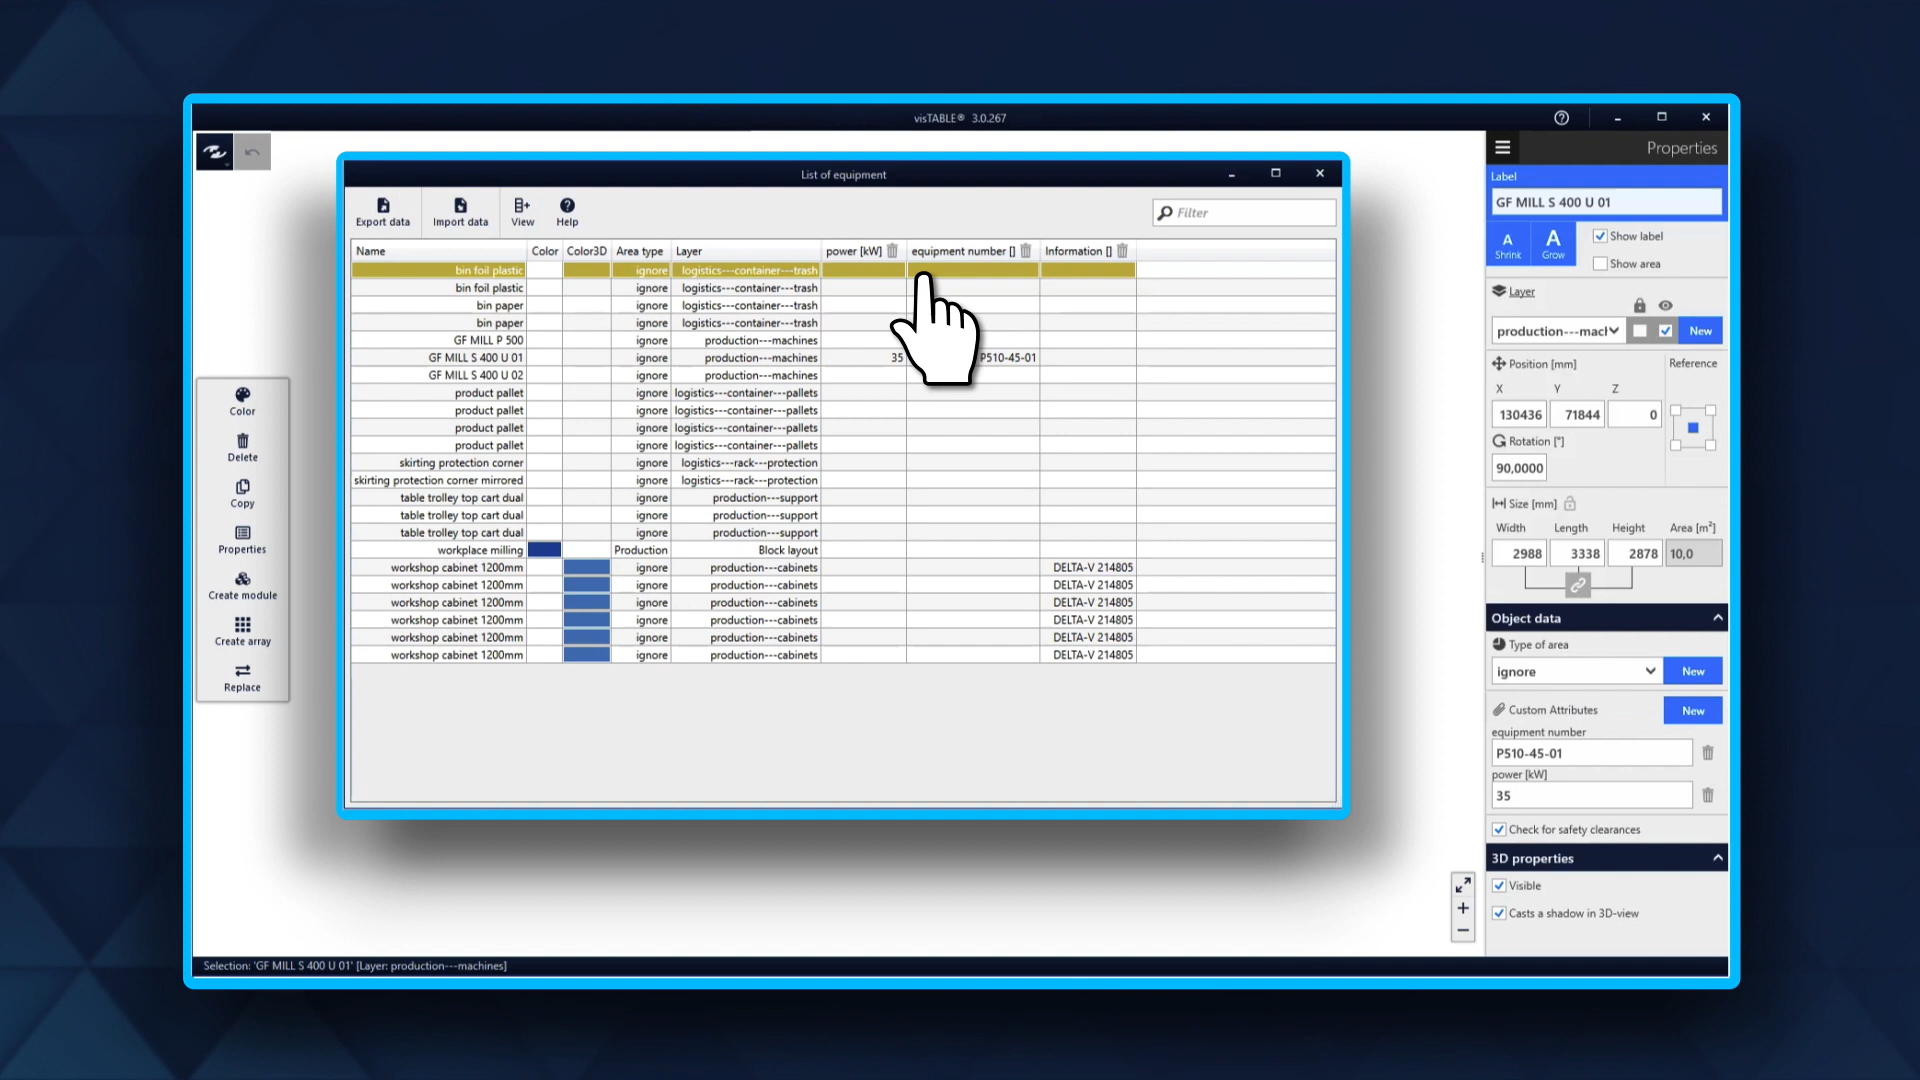 visTABLE® 3.0.267
Properties
Label
GF MILL S 400 U 01
A Shrink
A Grow
Show label
Show area
Layer
production---macl
New
Position [mm]
Reference
X Y Z
130436 71844 0
Rotation [°]
90,0000
Size [mm]
Width Length Height Area [m²]
2988 3338 2878 10,0
Object data
Type of area
ignore
New
Custom Attributes
New
equipment number
P510-45-01
power [kW]
35
Check for safety clearances
3D properties
Visible
Casts a shadow in 3D-view
Color
Delete
Copy
Properties
Create module
Create array
Replace
List of equipment
Export data Import data View Help
Filter
Name Color Color3D Area type Layer power [kW] equipment number [] Information []
bin foil plastic ignore logistics---container---trash
bin foil plastic ignore logistics---container---trash
bin paper ignore logistics---container---trash
bin paper ignore logistics---container---trash
GF MILL P 500 ignore production---machines
GF MILL S 400 U 01 ignore production---machines 35 P510-45-01
GF MILL S 400 U 02 ignore production---machines
product pallet ignore logistics---container---pallets
product pallet ignore logistics---container---pallets
product pallet ignore logistics---container---pallets
product pallet ignore logistics---container---pallets
skirting protection corner ignore logistics---rack---protection
skirting protection corner mirrored ignore logistics---rack---protection
table trolley top cart dual ignore production---support
table trolley top cart dual ignore production---support
table trolley top cart dual ignore production---support
workplace milling Production Block layout
workshop cabinet 1200mm ignore production---cabinets DELTA-V 214805
workshop cabinet 1200mm ignore production---cabinets DELTA-V 214805
workshop cabinet 1200mm ignore production---cabinets DELTA-V 214805
workshop cabinet 1200mm ignore production---cabinets DELTA-V 214805
workshop cabinet 1200mm ignore production---cabinets DELTA-V 214805
workshop cabinet 1200mm ignore production---cabinets DELTA-V 214805
Selection: 'GF MILL S 400 U 01' [Layer: production---machines]